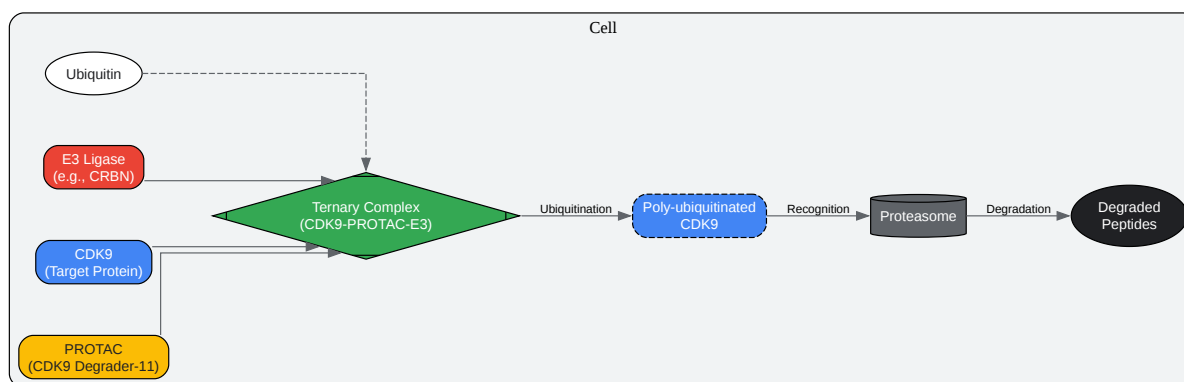 Cell
Ubiquitin
E3 Ligase
(e.g., CRBN)
CDK9
(Target Protein)
PROTAC
(CDK9 Degrader-11)
Ternary Complex
(CDK9-PROTAC-E3)
Ubiquitination
Poly-ubiquitinated
CDK9
Recognition
Proteasome
Degradation
Degraded
Peptides